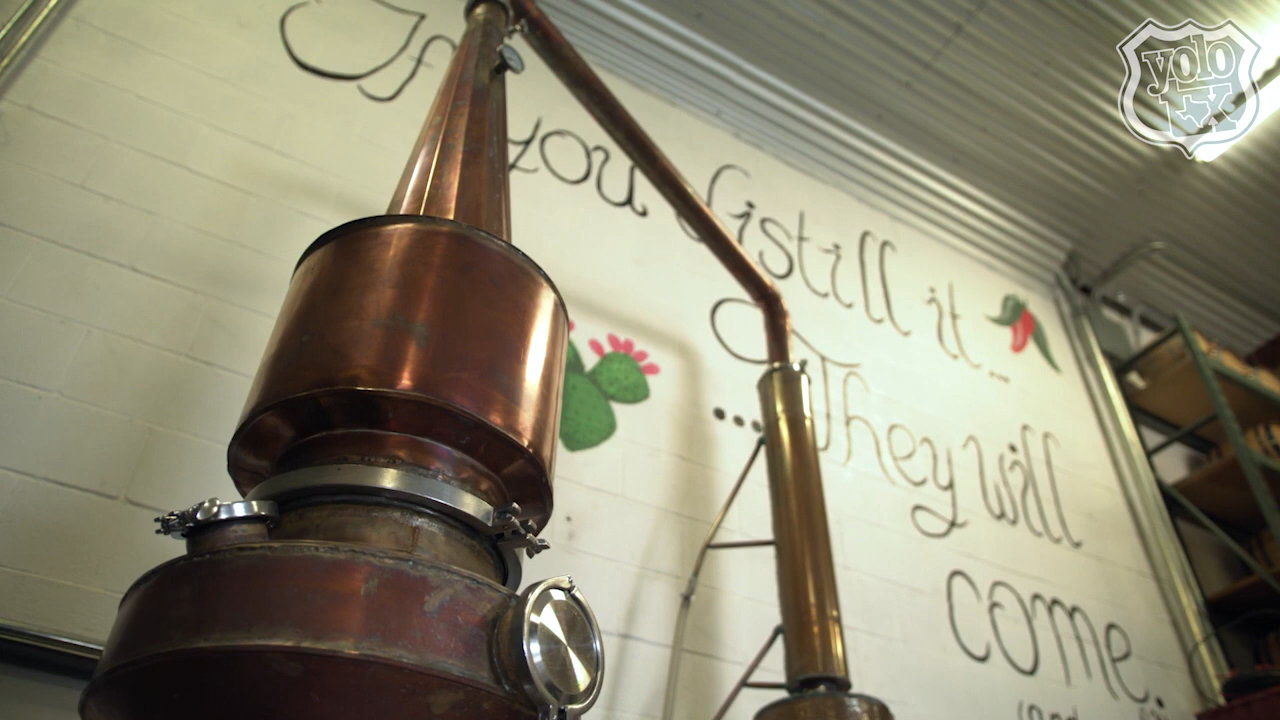 yolo
TX
If
you distill it ...
... They will
come.